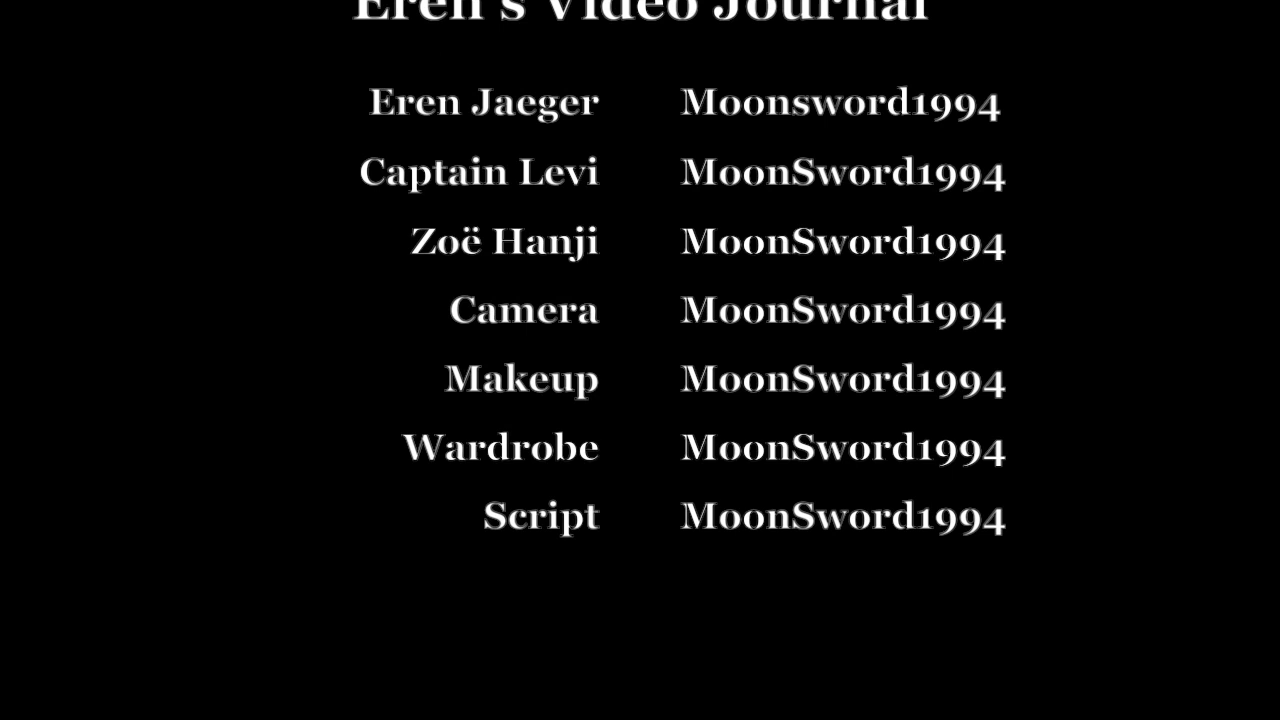 Eren's Video Journal
Eren Jaeger Moonsword1994
Captain Levi MoonSword1994
Zoë Hanji MoonSword1994
Camera MoonSword1994
Makeup MoonSword1994
Wardrobe MoonSword1994
Script MoonSword1994